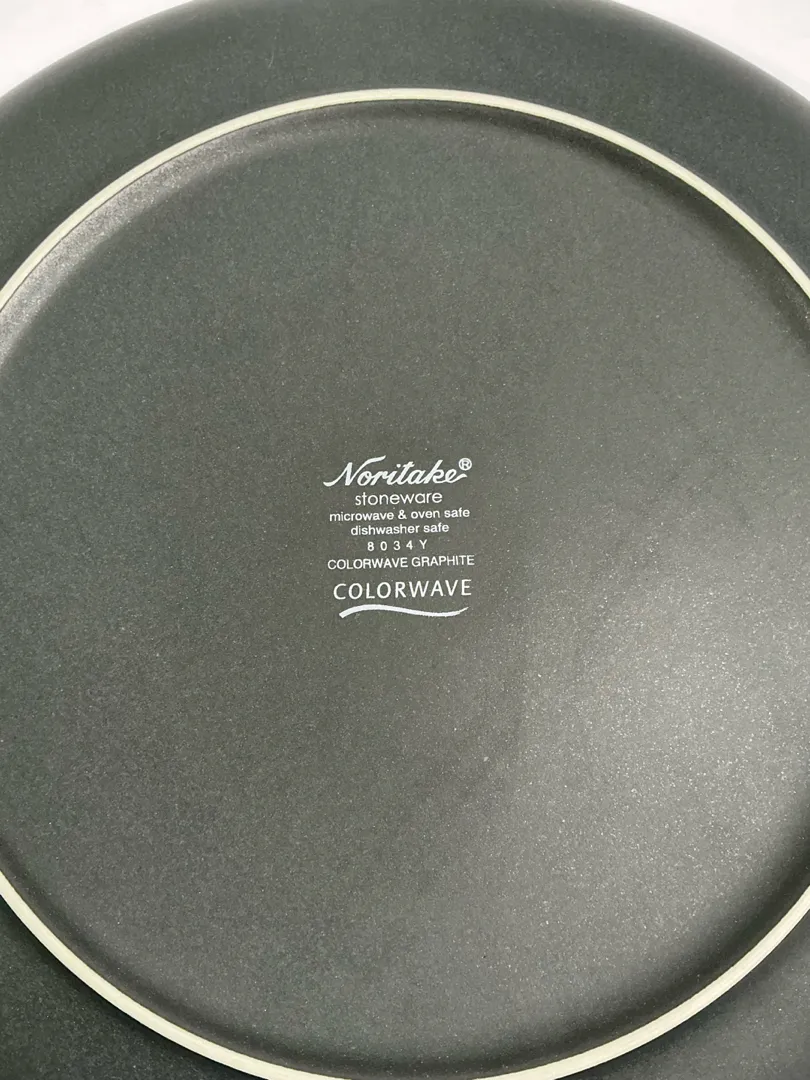 Noritake®
stoneware
microwave & oven safe
dishwasher safe
8034Y
COLORWAVE GRAPHITE
COLORWAVE